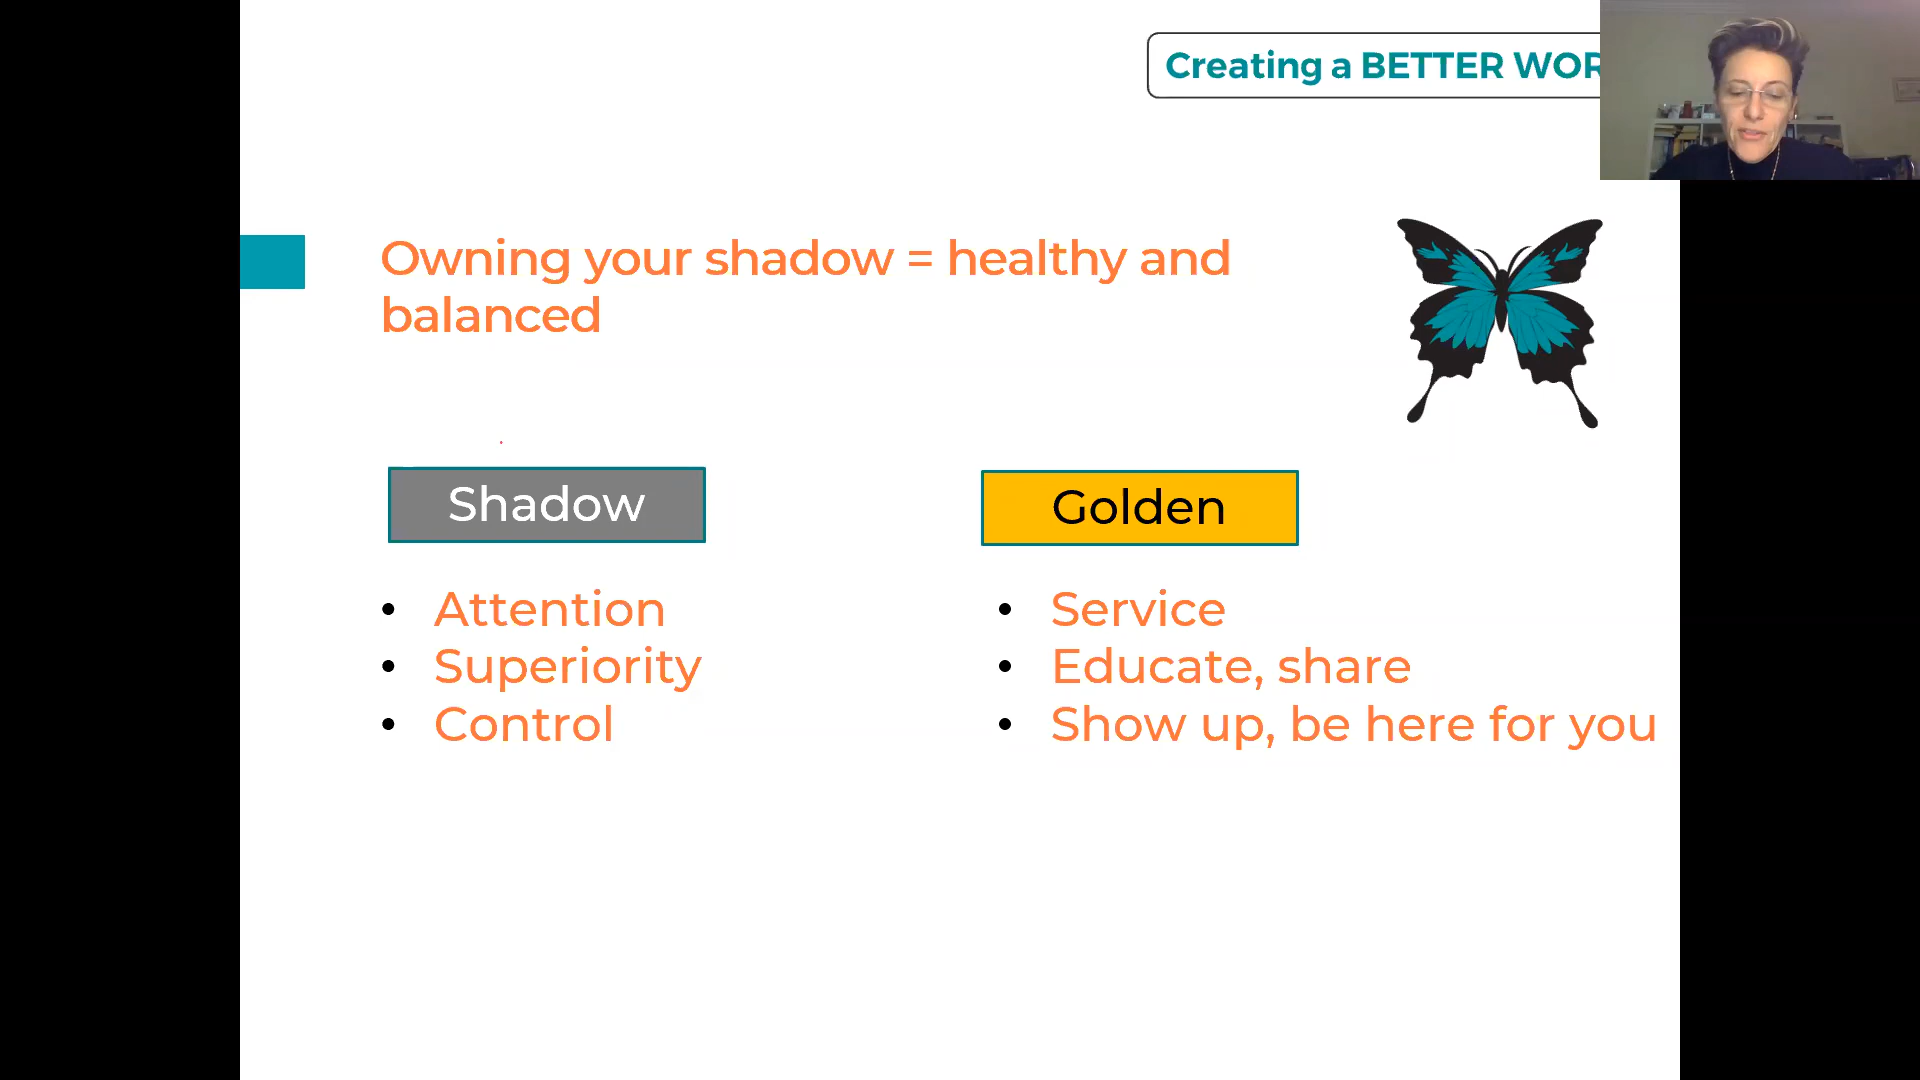 Creating a BETTER WOR
Owning your shadow = healthy and
balanced
Shadow
Golden
• Attention
• Superiority
• Control
• Service
• Educate, share
• Show up, be here for you